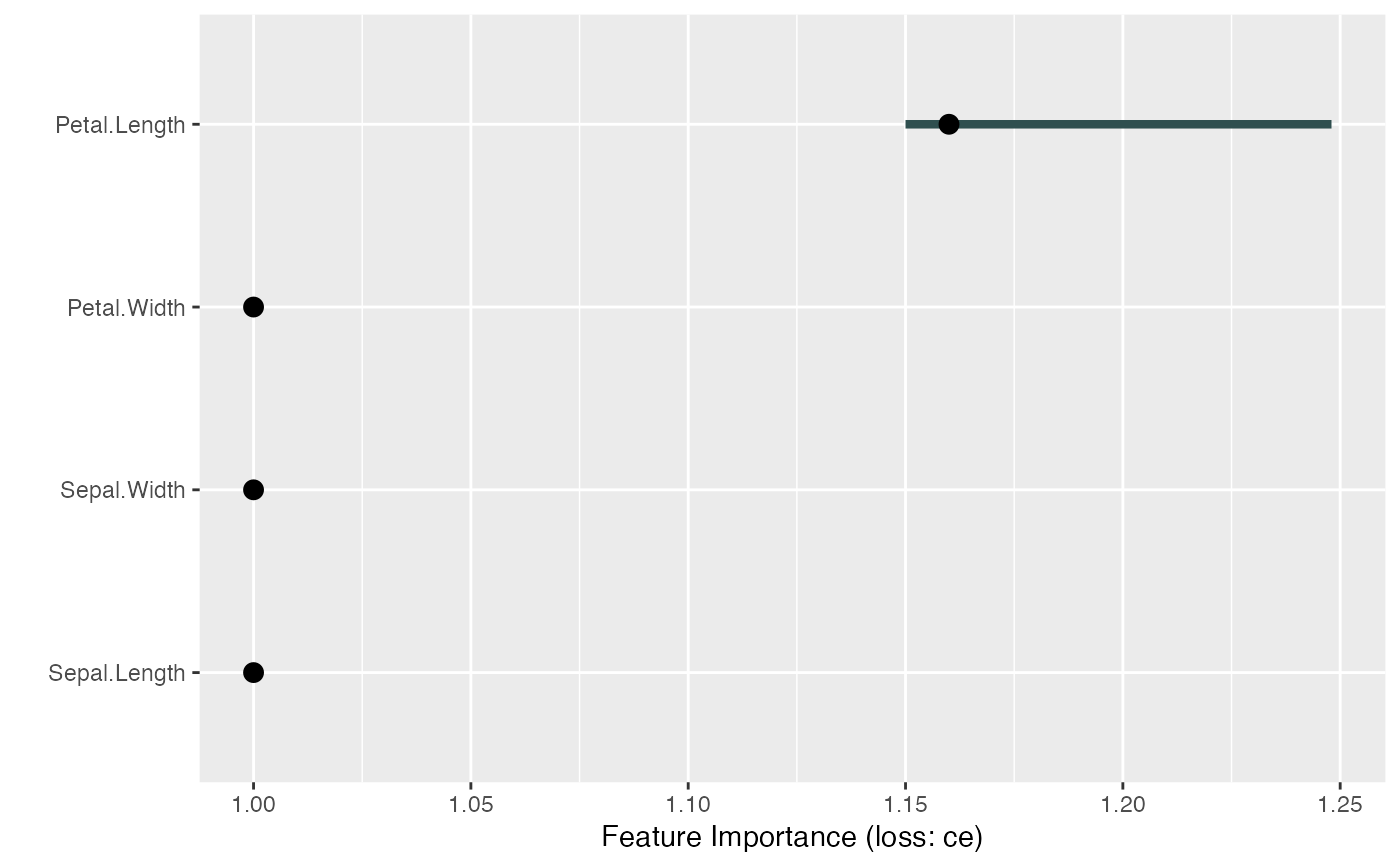 Petal.Length
Petal.Width
Sepal.Width
Sepal.Length
1.00 1.05 1.10 1.15 1.20 1.25
Feature Importance (loss: ce)